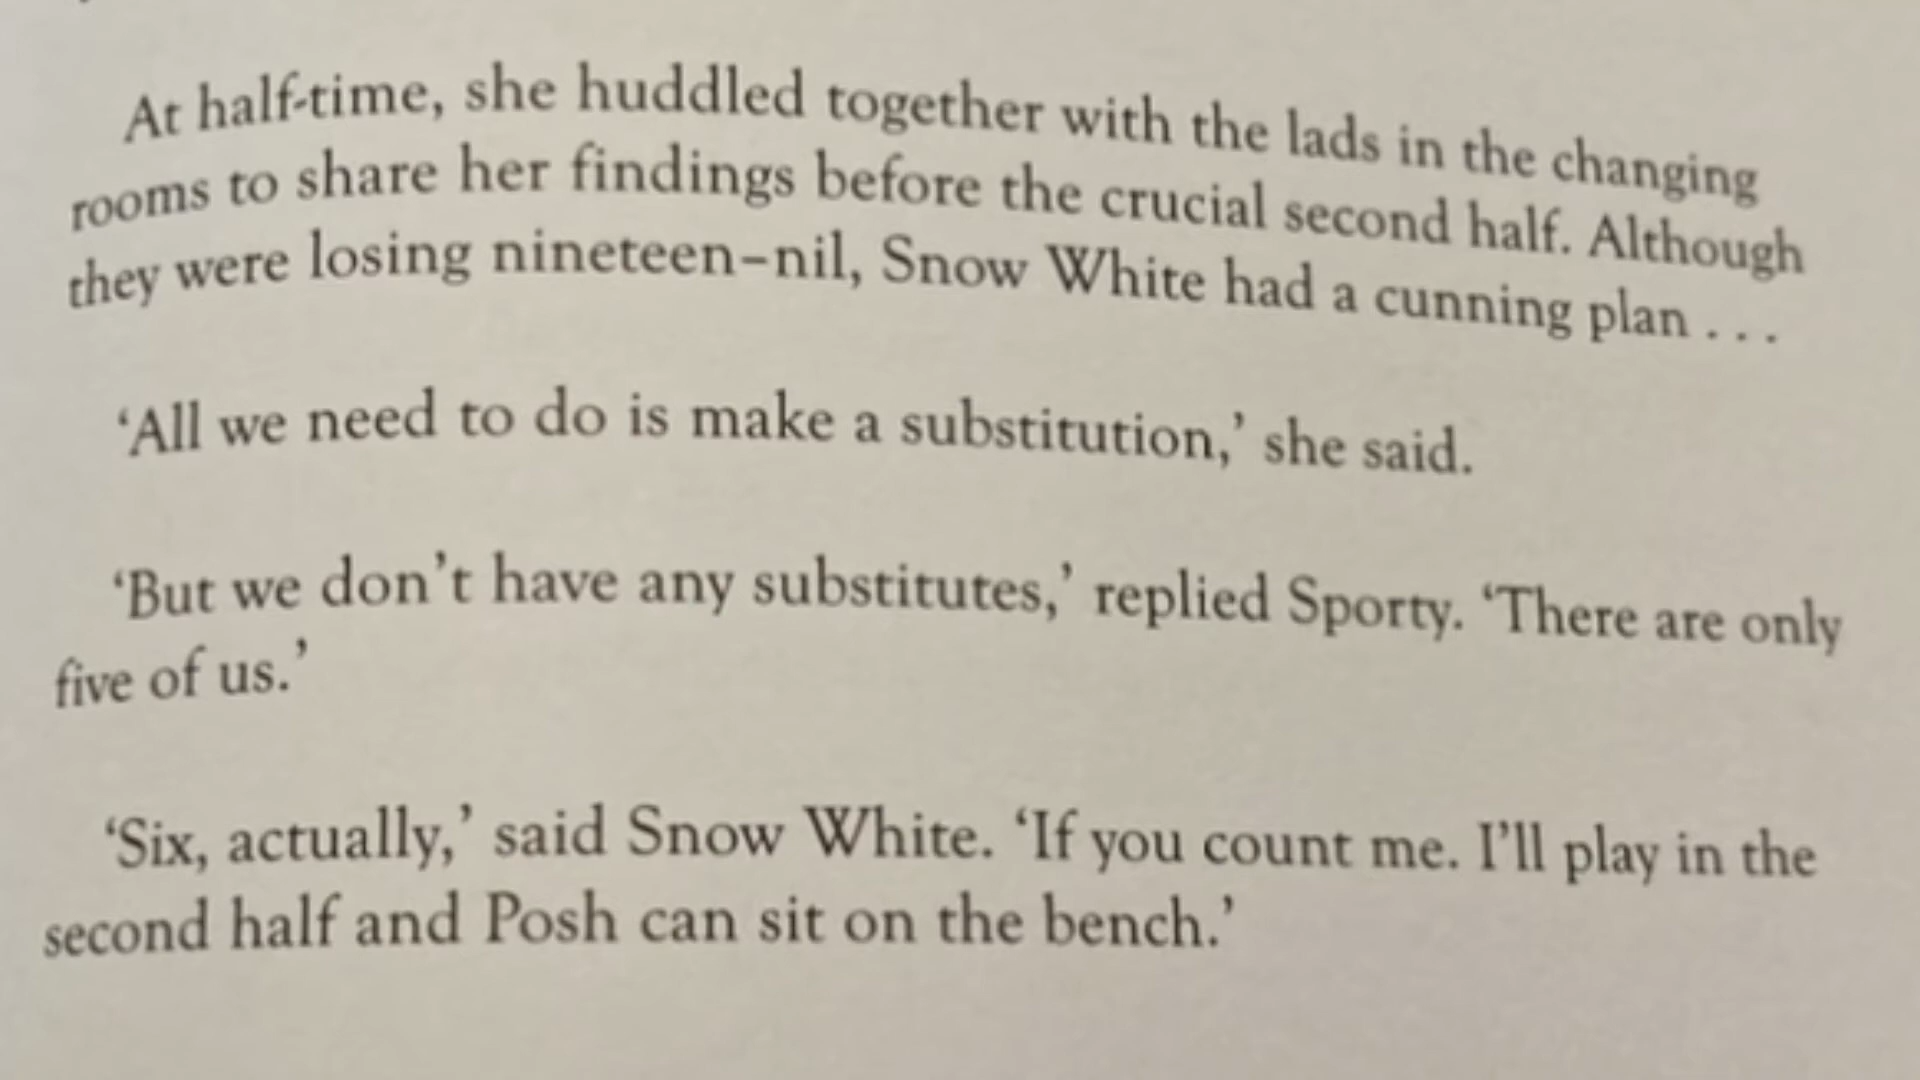 At half-time, she huddled together with the lads in the changing
rooms to share her findings before the crucial second half. Although
they were losing nineteen–nil, Snow White had a cunning plan . . .
‘All we need to do is make a substitution,’ she said.
‘But we don’t have any substitutes,’ replied Sporty. ‘There are only
five of us.’
‘Six, actually,’ said Snow White. ‘If you count me. I’ll play in the
second half and Posh can sit on the bench.’